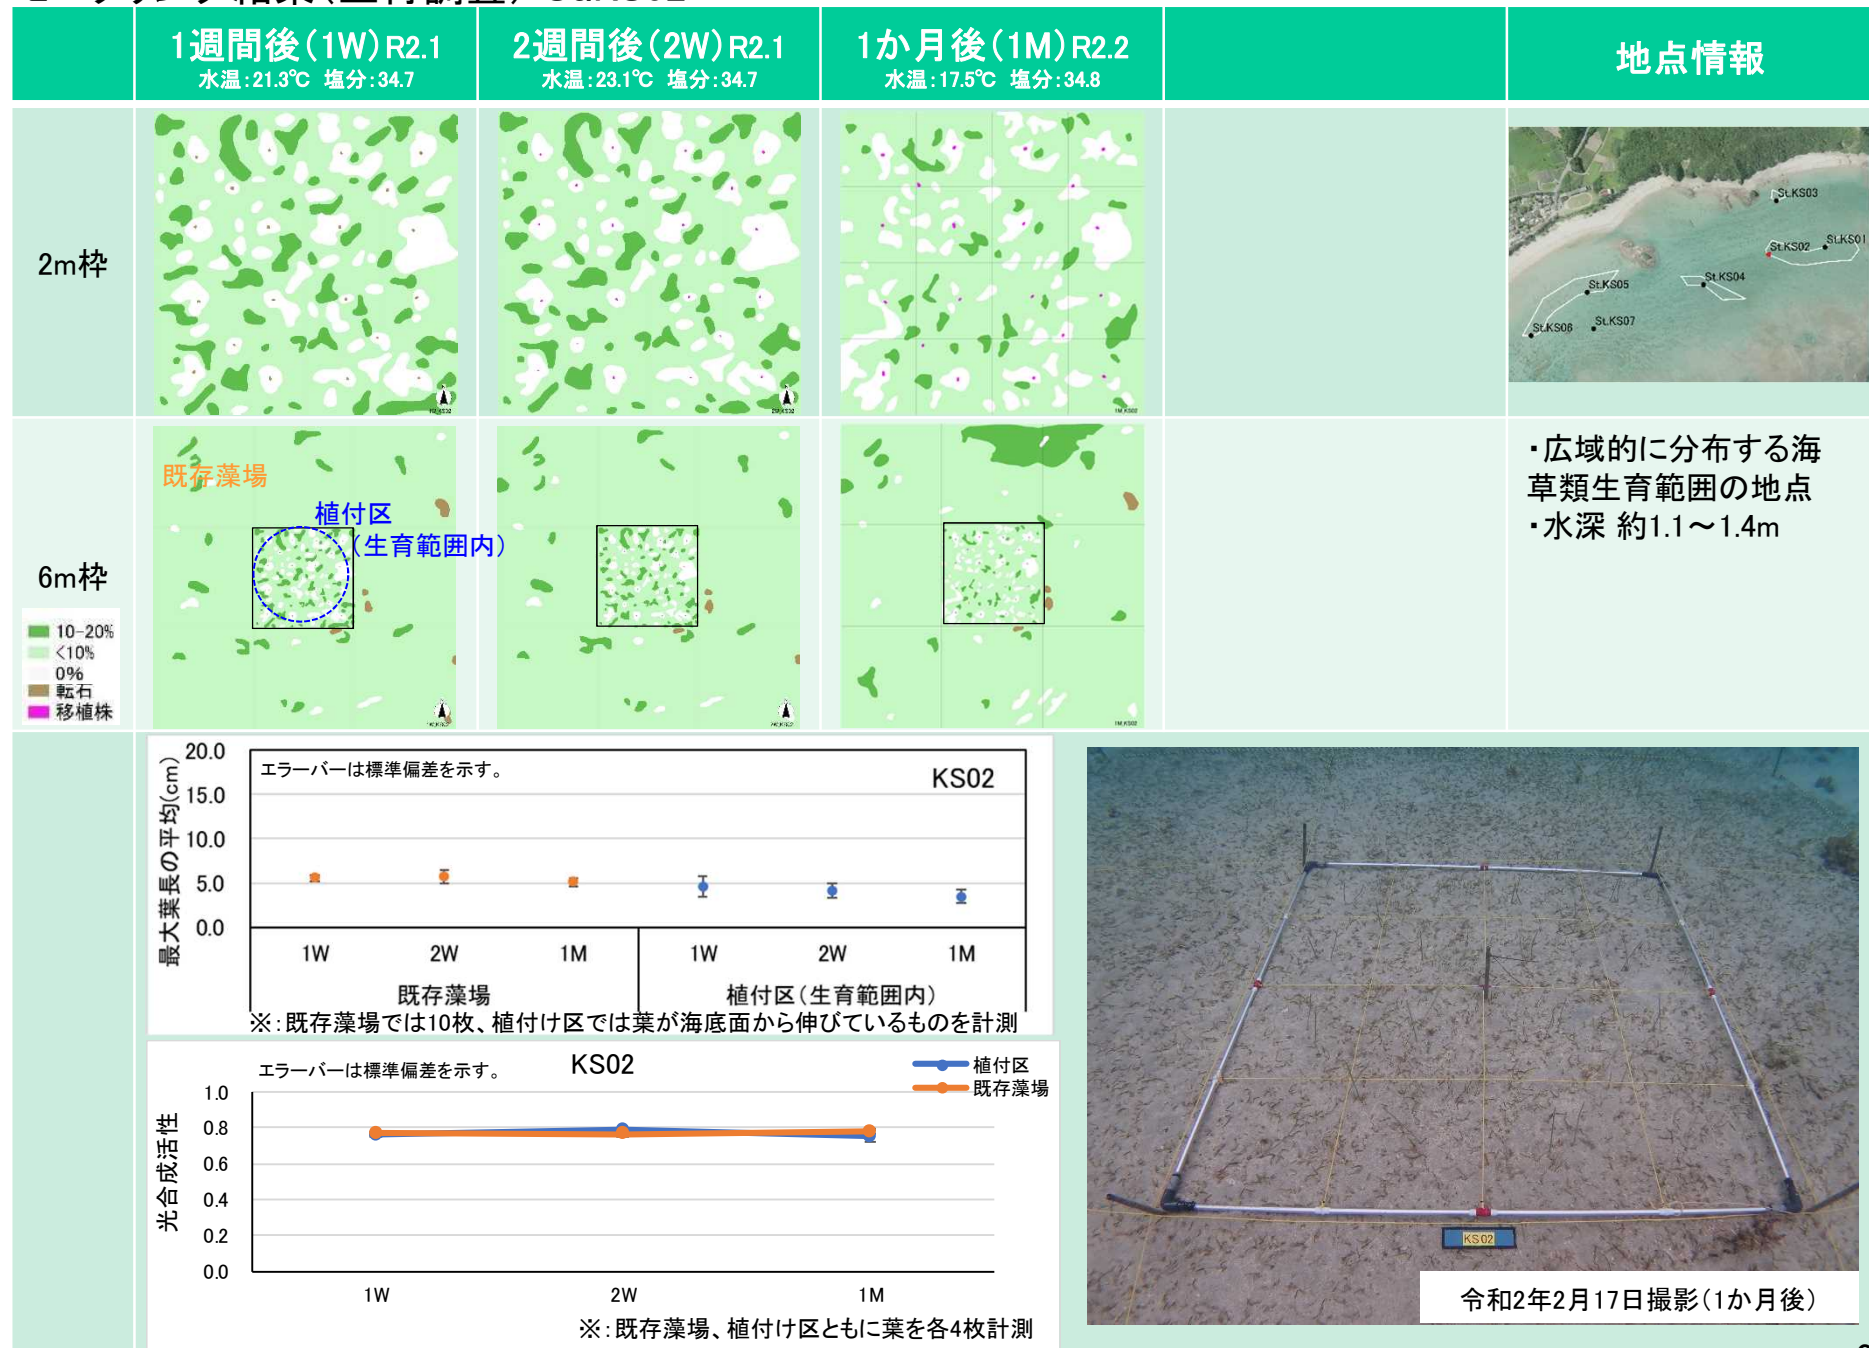 1週間後(1W)R2.1
水温:21.3℃ 塩分:34.7
2週間後(2W)R2.1
水温:23.1℃ 塩分:34.7
1か月後(1M)R2.2
水温:17.5℃ 塩分:34.8
地点情報
2m枠
St.KS03
St.KS02
St.KS01
St.KS04
St.KS05
St.KS06
St.KS07
6m枠
10-20%
<10%
0%
転石
移植株
既存藻場
植付区
(生育範囲内)
・広域的に分布する海
草類生育範囲の地点
・水深 約1.1~1.4m
エラーバーは標準偏差を示す。
KS02
最大葉長の平均(cm)
20.0
15.0
10.0
5.0
0.0
1W
2W
1M
1W
2W
1M
既存藻場
植付区(生育範囲内)
※:既存藻場では10枚、植付け区では葉が海底面から伸びているものを計測
エラーバーは標準偏差を示す。
KS02
植付区
既存藻場
光合成活性
1.0
0.8
0.6
0.4
0.2
0.0
1W
2W
1M
※:既存藻場、植付け区ともに葉を各4枚計測
KS02
令和2年2月17日撮影(1か月後)